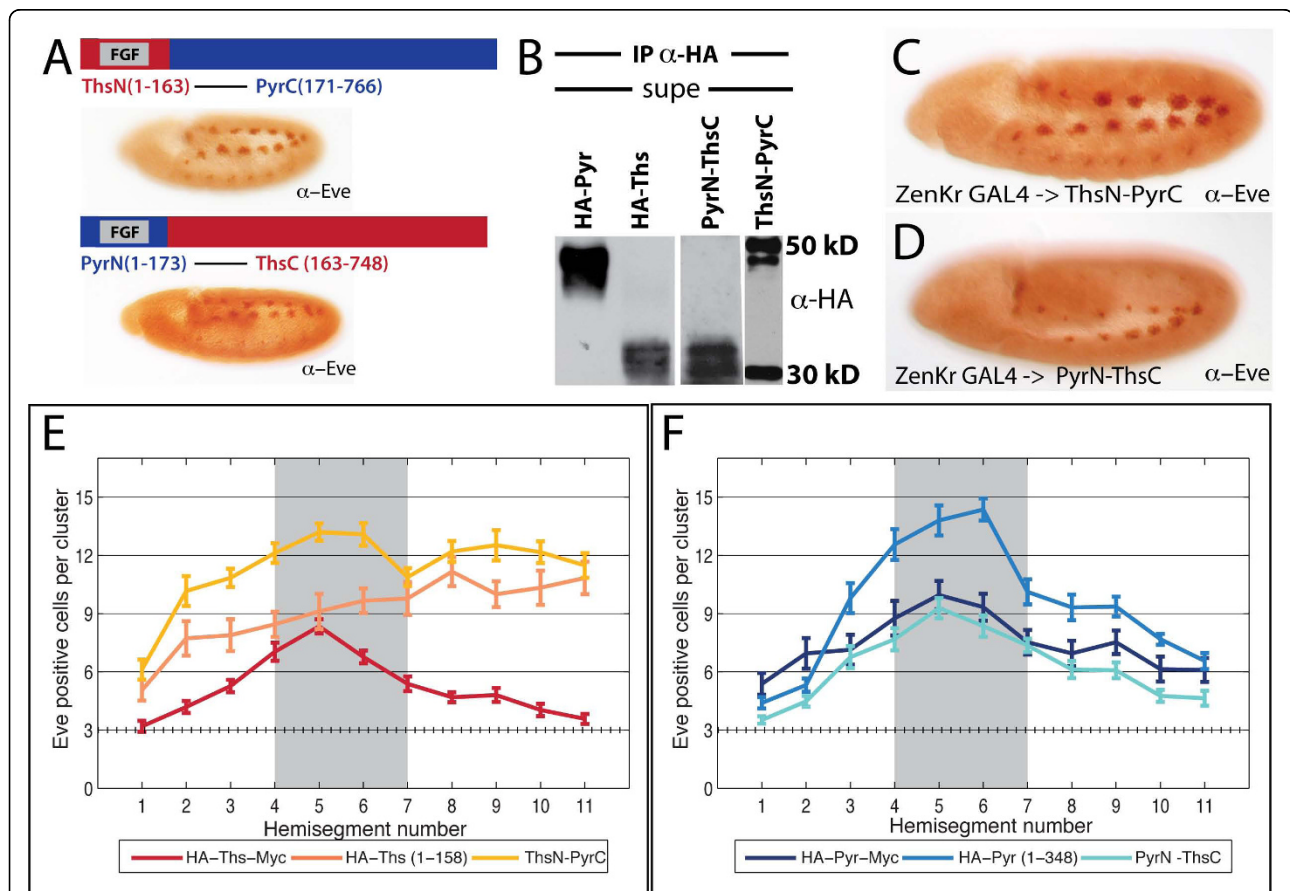 A
FGF
ThsN(1-163)
PyrC(171-766)
α–Eve
FGF
PyrN(1-173)
ThsC (163-748)
α–Eve
B
IP α-HA
supe
HA-Pyr
HA-Ths
PyrN-ThsC
ThsN-PyrC
50 kD
α-HA
30 kD
C
ZenKr GAL4 -> ThsN-PyrC
α-Eve
D
ZenKr GAL4 -> PyrN-ThsC
α-Eve
E
Eve positive cells per cluster
15
12
9
6
3
0
1 2 3 4 5 6 7 8 9 10 11
Hemisegment number
HA–Ths–Myc HA–Ths (1–158) ThsN-PyrC
F
Eve positive cells per cluster
15
12
9
6
3
0
1 2 3 4 5 6 7 8 9 10 11
Hemisegment number
HA–Pyr–Myc HA–Pyr (1–348) PyrN -ThsC